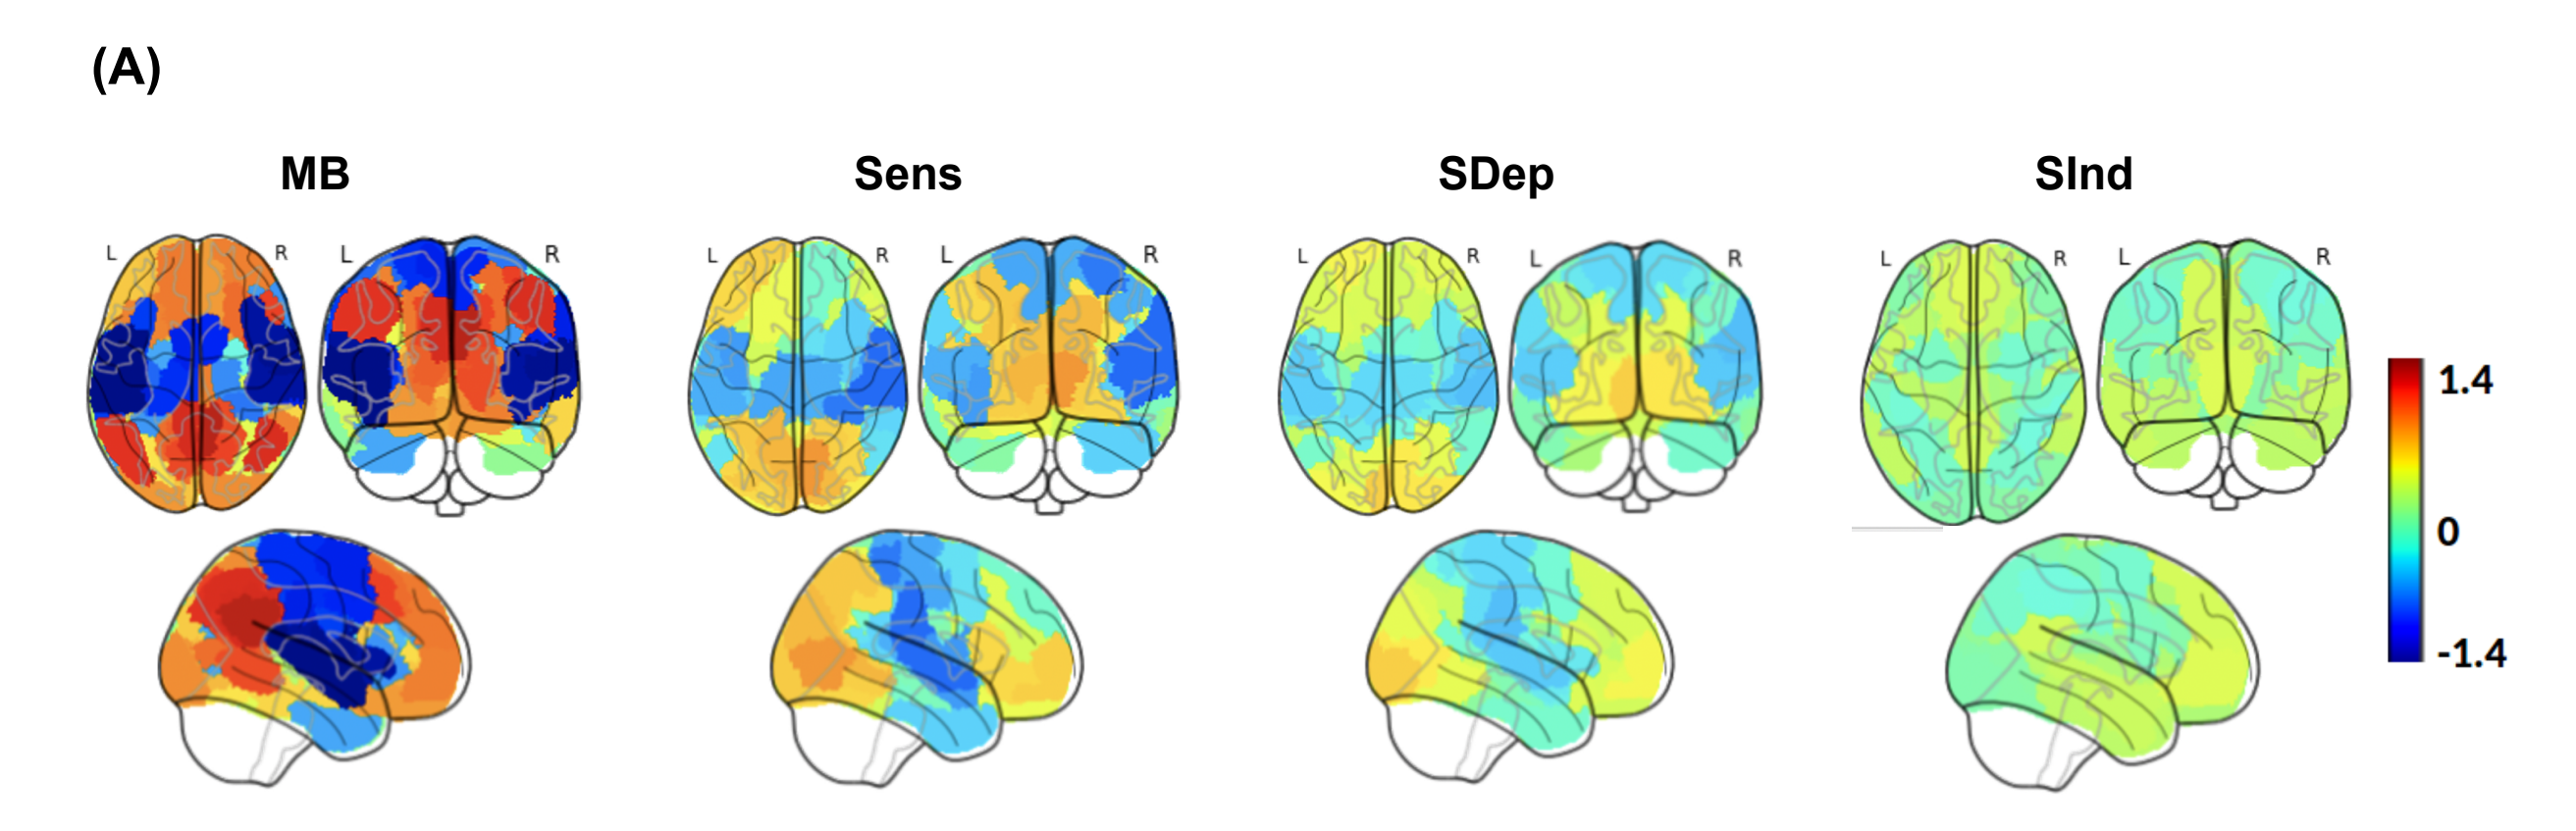 (A)
MB
Sens
SDep
SInd
L R L R
L R L R
L R L R
L R L R
1.4
0
-1.4